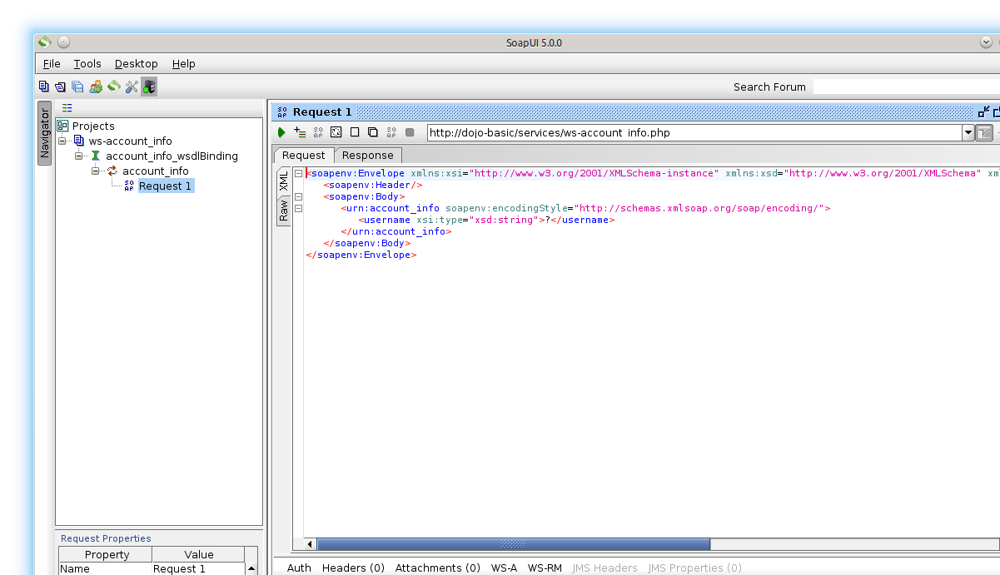 SoapUI 5.0.0
File Tools Desktop Help
Search Forum
Navigator
Projects
ws-account_info
account_info_wsdlBinding
account_info
Request 1
Request Properties
Property Value
Name Request 1
Request 1
http://dojo-basic/services/ws-account_info.php
Request Response
XML
Raw
<soapenv:Envelope xmlns:xsi="http://www.w3.org/2001/XMLSchema-instance" xmlns:xsd="http://www.w3.org/2001/XMLSchema" xml
<soapenv:Header/>
<soapenv:Body>
<urn:account_info soapenv:encodingStyle="http://schemas.xmlsoap.org/soap/encoding/">
<username xsi:type="xsd:string">?</username>
</urn:account_info>
</soapenv:Body>
</soapenv:Envelope>
Auth Headers (0) Attachments (0) WS-A WS-RM JMS Headers JMS Properties (0)